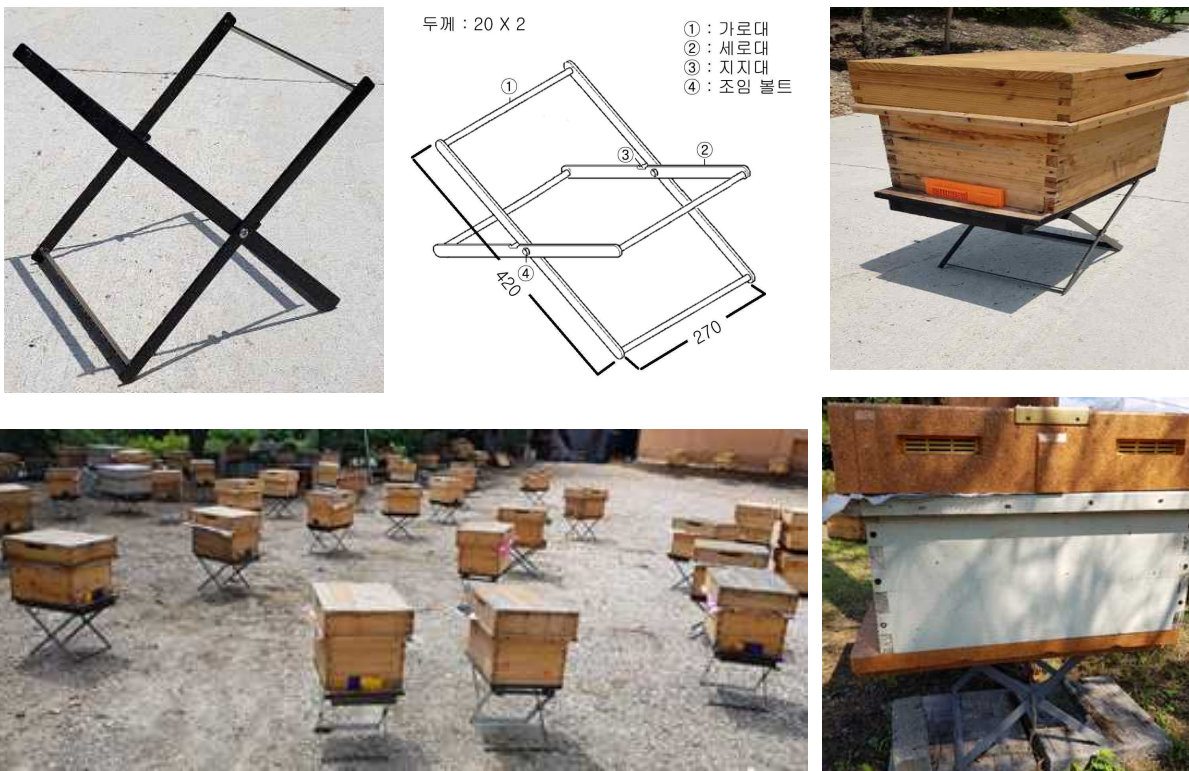 두께 : 20 X 2
① : 가로대
② : 세로대
③ : 지지대
④ : 조임 볼트
①
②
③
④
420
270